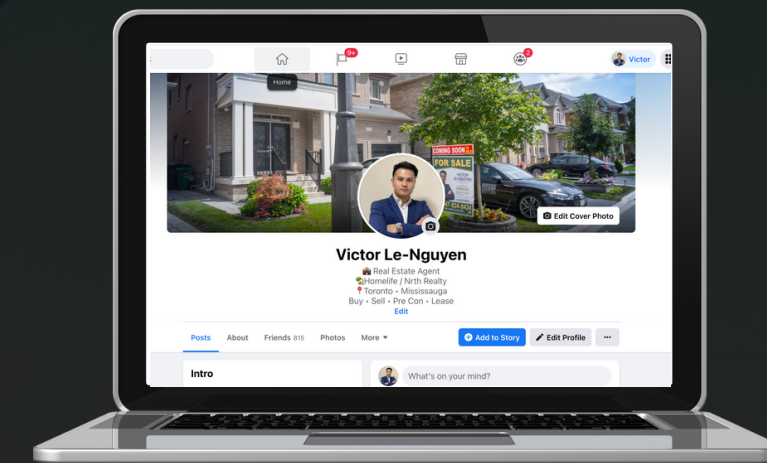 9+
2
Victor
Home
COMING SOON
FOR SALE
Edit Cover Photo
Victor Le-Nguyen
Real Estate Agent
Homelife / Nrth Realty
Toronto • Mississauga
Buy • Sell • Pre Con • Lease
Edit
Posts
About
Friends 815
Photos
More
Add to Story
Edit Profile
Intro
What's on your mind?